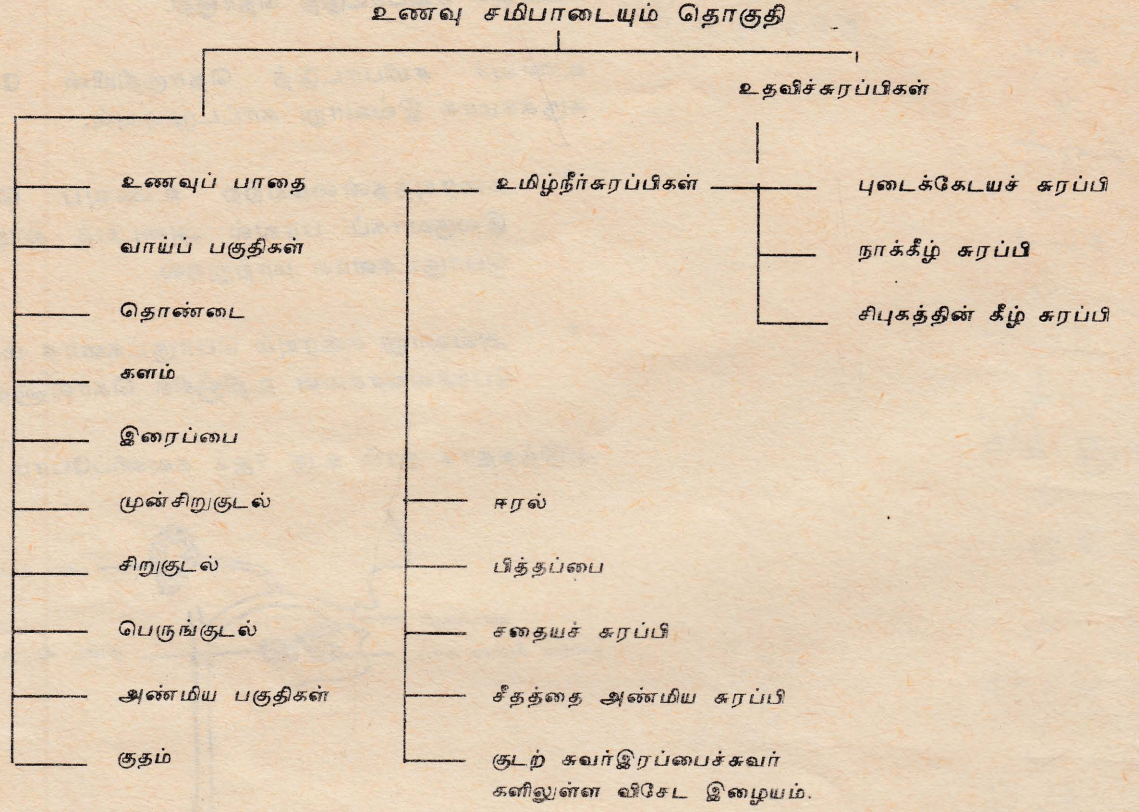 உணவு சமிபாடையும் தொகுதி
உதவிச்சுரப்பிகள்
உணவுப் பாதை
வாய்ப் பகுதிகள்
தொண்டை
களம்
இரைப்பை
முன்சிறுகுடல்
சிறுகுடல்
பெருங்குடல்
அண்மிய பகுதிகள்
குதம்
உமிழ்நீர்சுரப்பிகள்
புடைக்கேடயச் சுரப்பி
நாக்கீழ் சுரப்பி
சிபுகத்தின் கீழ் சுரப்பி
ஈரல்
பித்தப்பை
சதையச் சுரப்பி
சீதத்தை அண்மிய சுரப்பி
குடற் சுவர்இரப்பைச்சுவர்
களிலுள்ள விசேட இழையம்.